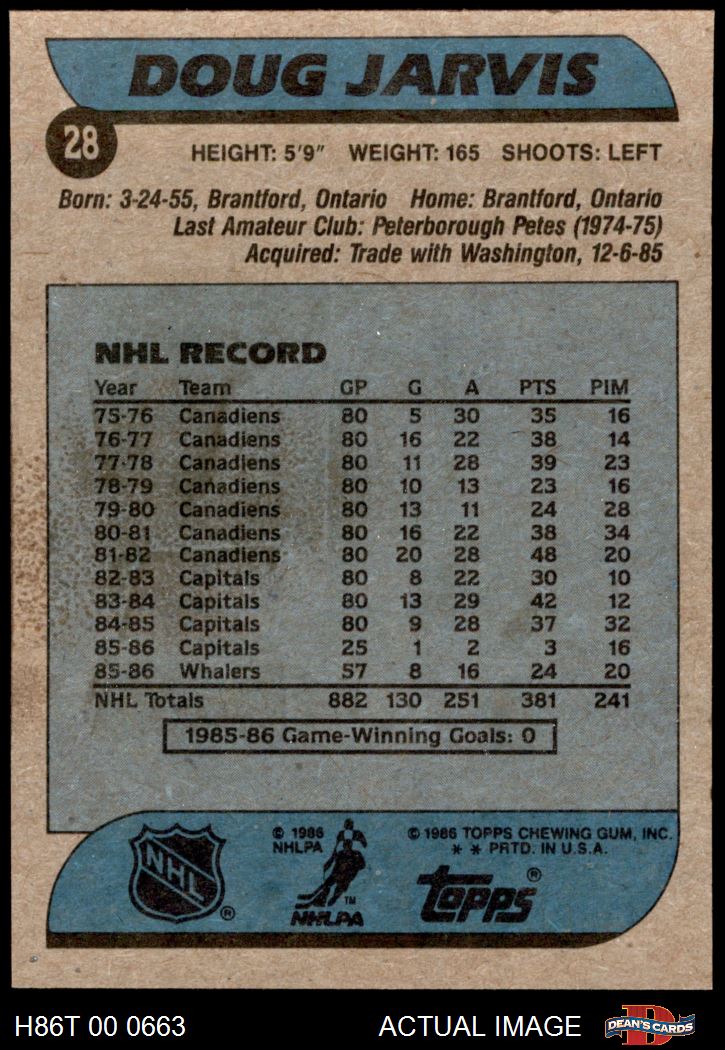 DOUG JARVIS
28
HEIGHT: 5'9" WEIGHT: 165 SHOOTS: LEFT
Born: 3-24-55, Brantford, Ontario Home: Brantford, Ontario
Last Amateur Club: Peterborough Petes (1974-75)
Acquired: Trade with Washington, 12-6-85
NHL RECORD
Year Team GP G A PTS PIM
75-76 Canadiens 80 5 30 35 16
76-77 Canadiens 80 16 22 38 14
77-78 Canadiens 80 11 28 39 23
78-79 Canadiens 80 10 13 23 16
79-80 Canadiens 80 13 11 24 28
80-81 Canadiens 80 16 22 38 34
81-82 Canadiens 80 20 28 48 20
82-83 Capitals 80 8 22 30 10
83-84 Capitals 80 13 29 42 12
84-85 Capitals 80 9 28 37 32
85-86 Capitals 25 1 2 3 16
85-86 Whalers 57 8 16 24 20
NHL Totals 882 130 251 381 241
1985-86 Game-Winning Goals: 0
NHL ®
© 1986
NHLPA
TM
NHLPA
© 1986 TOPPS CHEWING GUM, INC.
* * PRTD. IN U.S.A.
topps ®
H86T 00 0663 ACTUAL IMAGE
D
DEAN'S CARDS